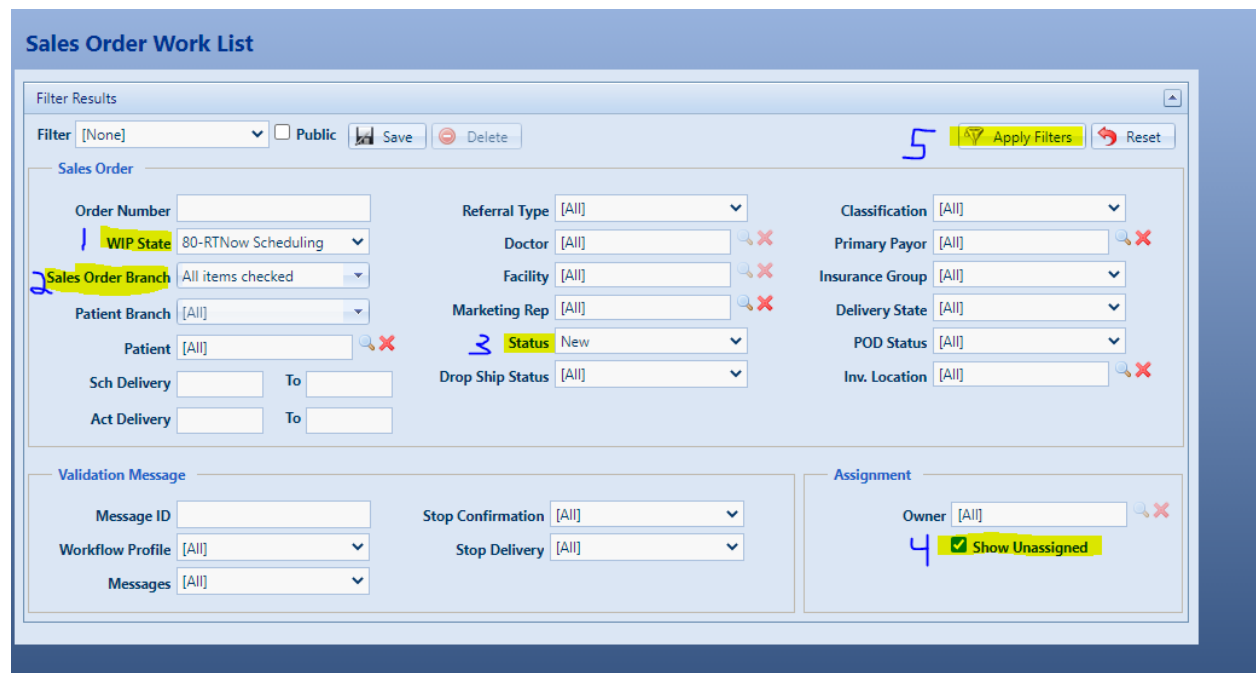 Sales Order Work List
Filter Results
Filter [None] Public Save Delete 5 Apply Filters Reset
Sales Order
Order Number Referral Type [All] Classification [All]
1 WIP State 80-RTNow Scheduling Doctor [All] Primary Payor [All]
2 Sales Order Branch All items checked Facility [All] Insurance Group [All]
Patient Branch [All] Marketing Rep [All] Delivery State [All]
Patient [All] 3 Status New POD Status [All]
Sch Delivery To Drop Ship Status [All] Inv. Location [All]
Act Delivery To
Validation Message Assignment
Message ID Stop Confirmation [All] Owner [All]
Workflow Profile [All] Stop Delivery [All] 4 Show Unassigned
Messages [All]